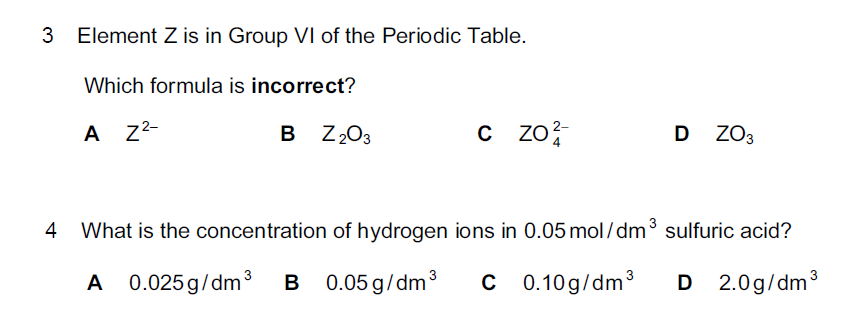 3 Element Z is in Group VI of the Periodic Table.
Which formula is incorrect?
A Z²⁻ B Z₂O₃ C ZO₄²⁻ D ZO₃
4 What is the concentration of hydrogen ions in 0.05 mol/dm³ sulfuric acid?
A 0.025 g/dm³ B 0.05 g/dm³ C 0.10 g/dm³ D 2.0 g/dm³